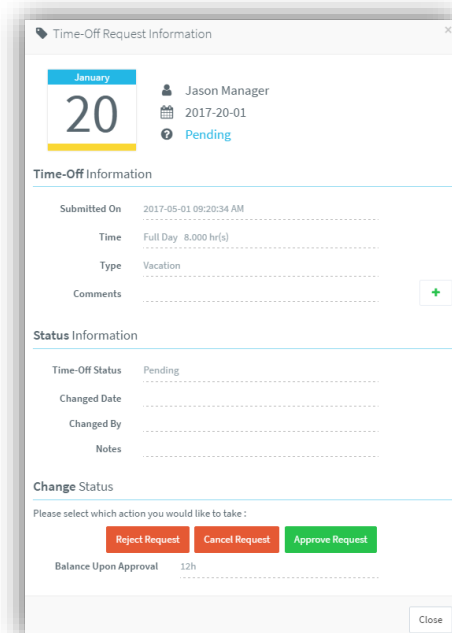 Time-Off Request Information ×
January
20
Jason Manager
2017-20-01
Pending
Time-Off Information
Submitted On 2017-05-01 09:20:34 AM
Time Full Day 8.000 hr(s)
Type Vacation
Comments
Status Information
Time-Off Status Pending
Changed Date
Changed By
Notes
Change Status
Please select which action you would like to take :
Reject Request Cancel Request Approve Request
Balance Upon Approval 12h
Close